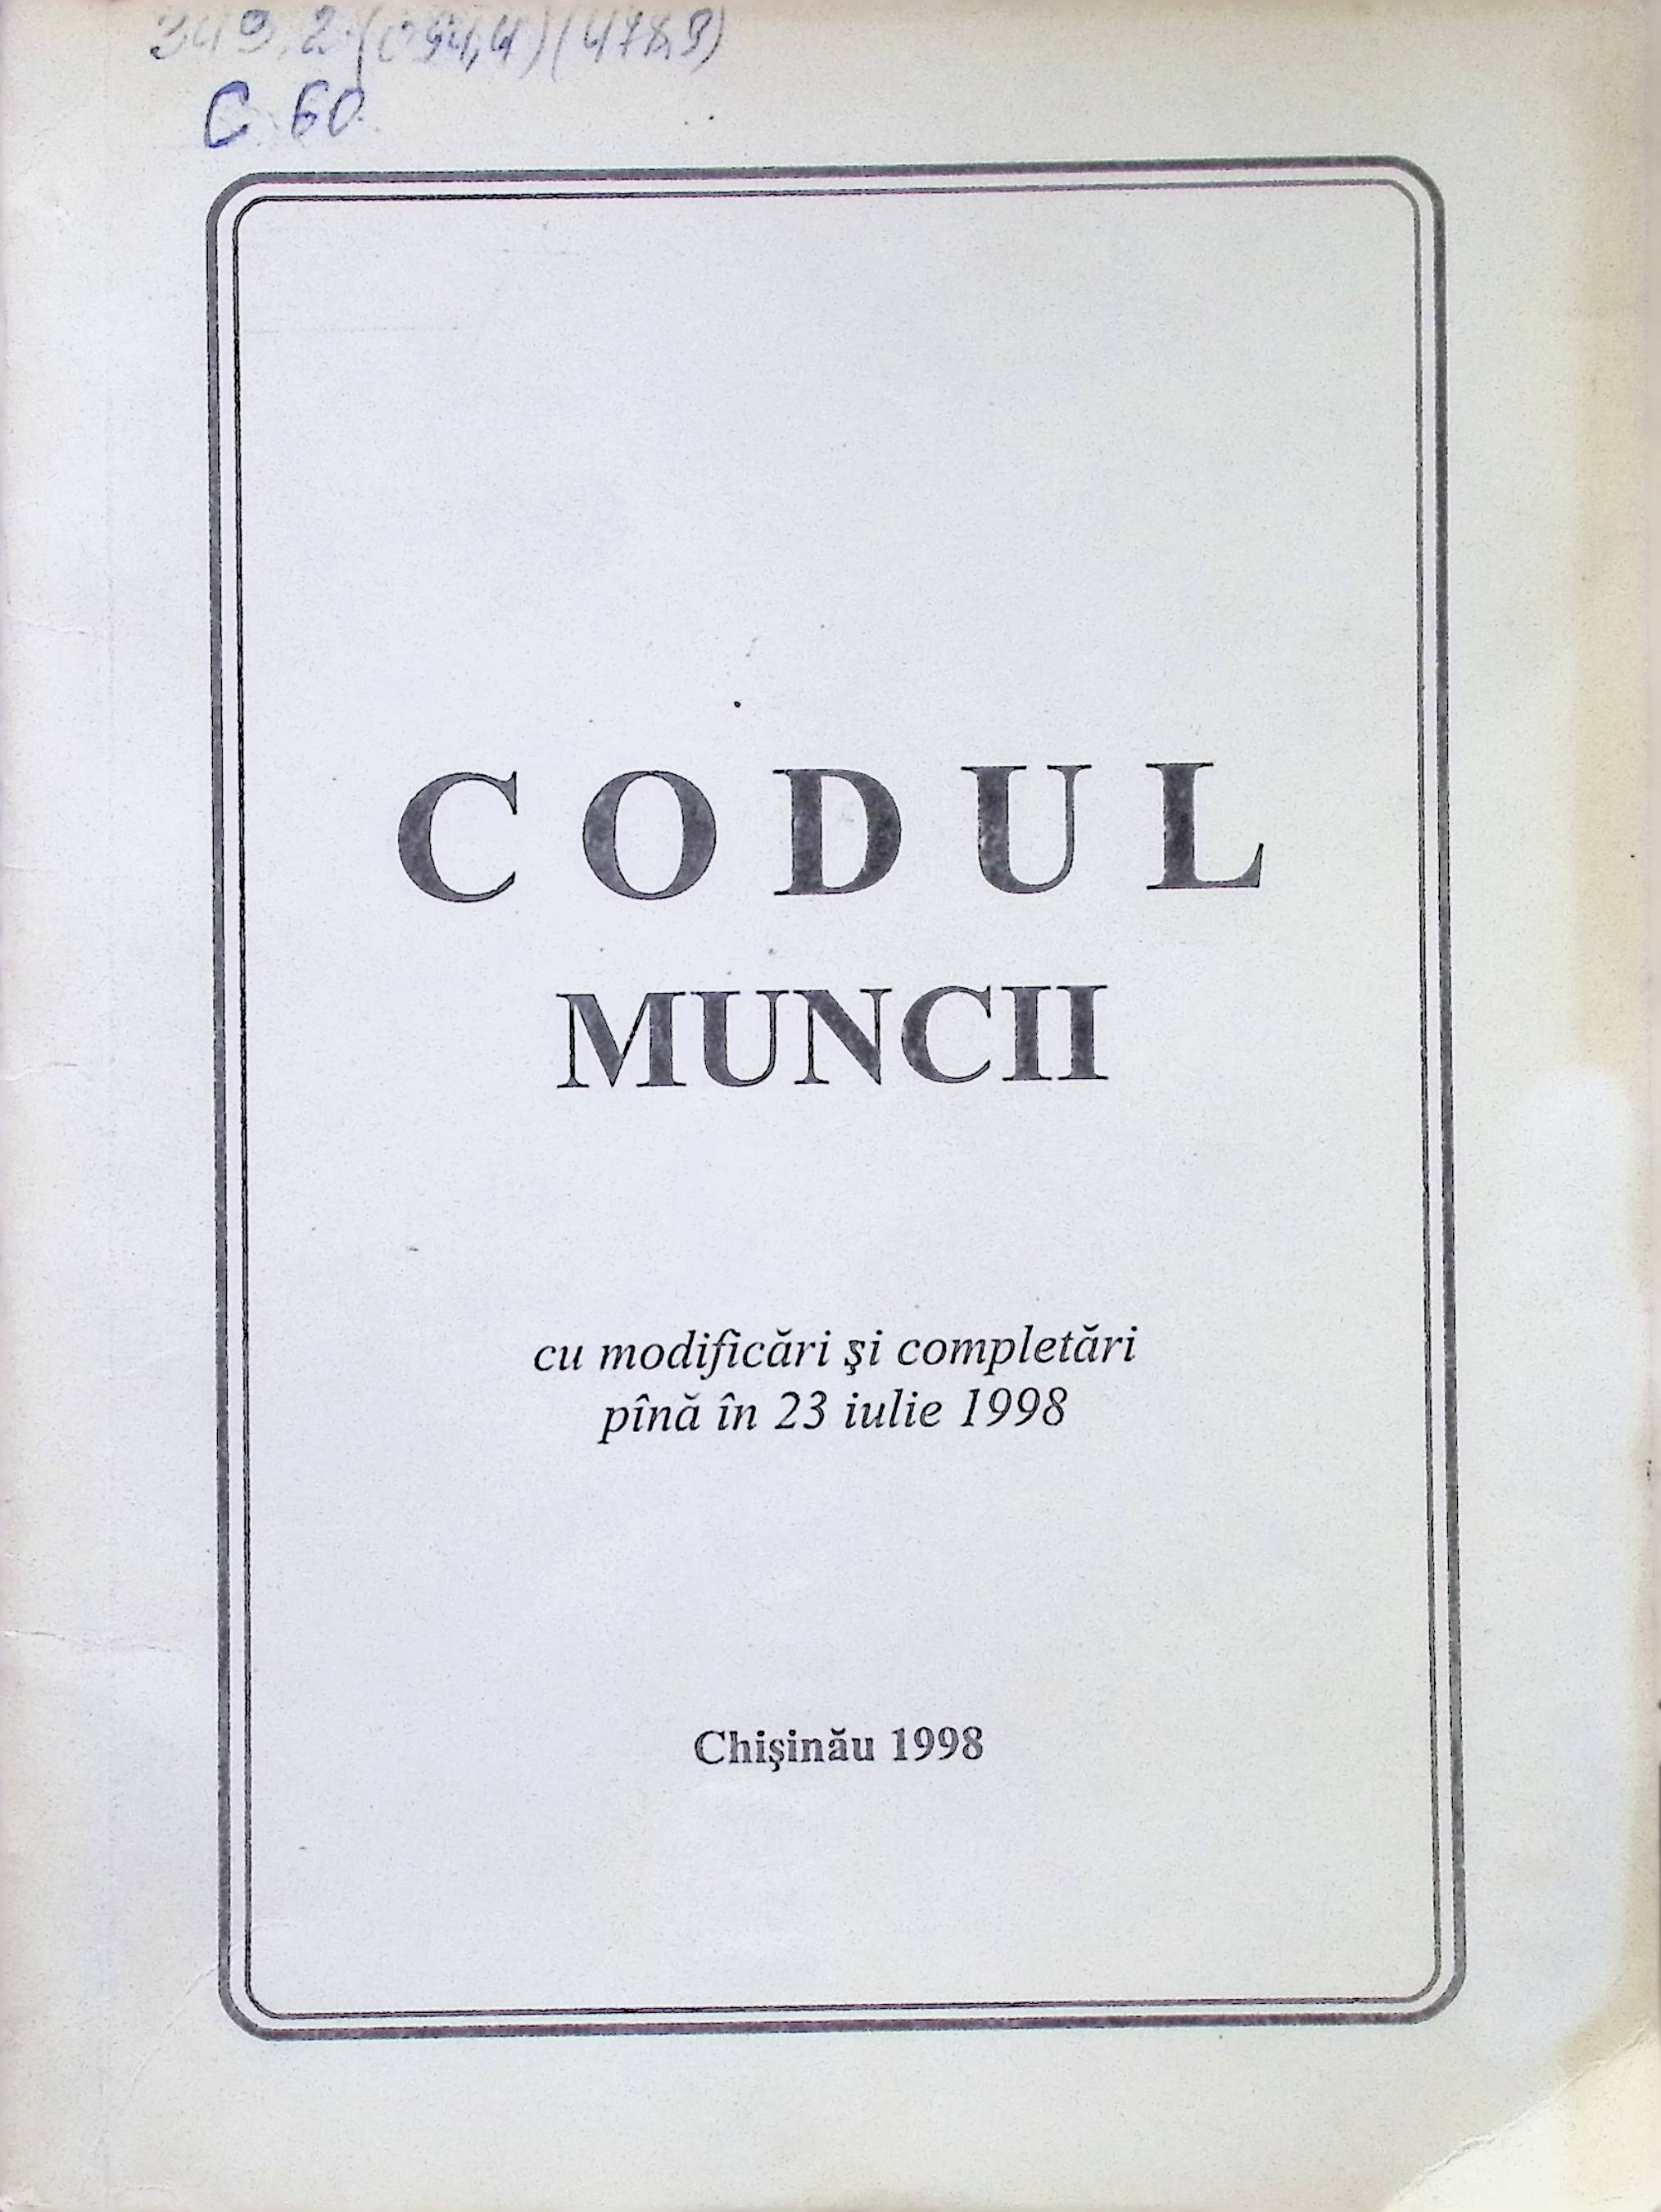 349.2(094,4)(478,9)
C 60
CODUL
MUNCII
cu modificări şi completări
pînă în 23 iulie 1998
Chişinău 1998